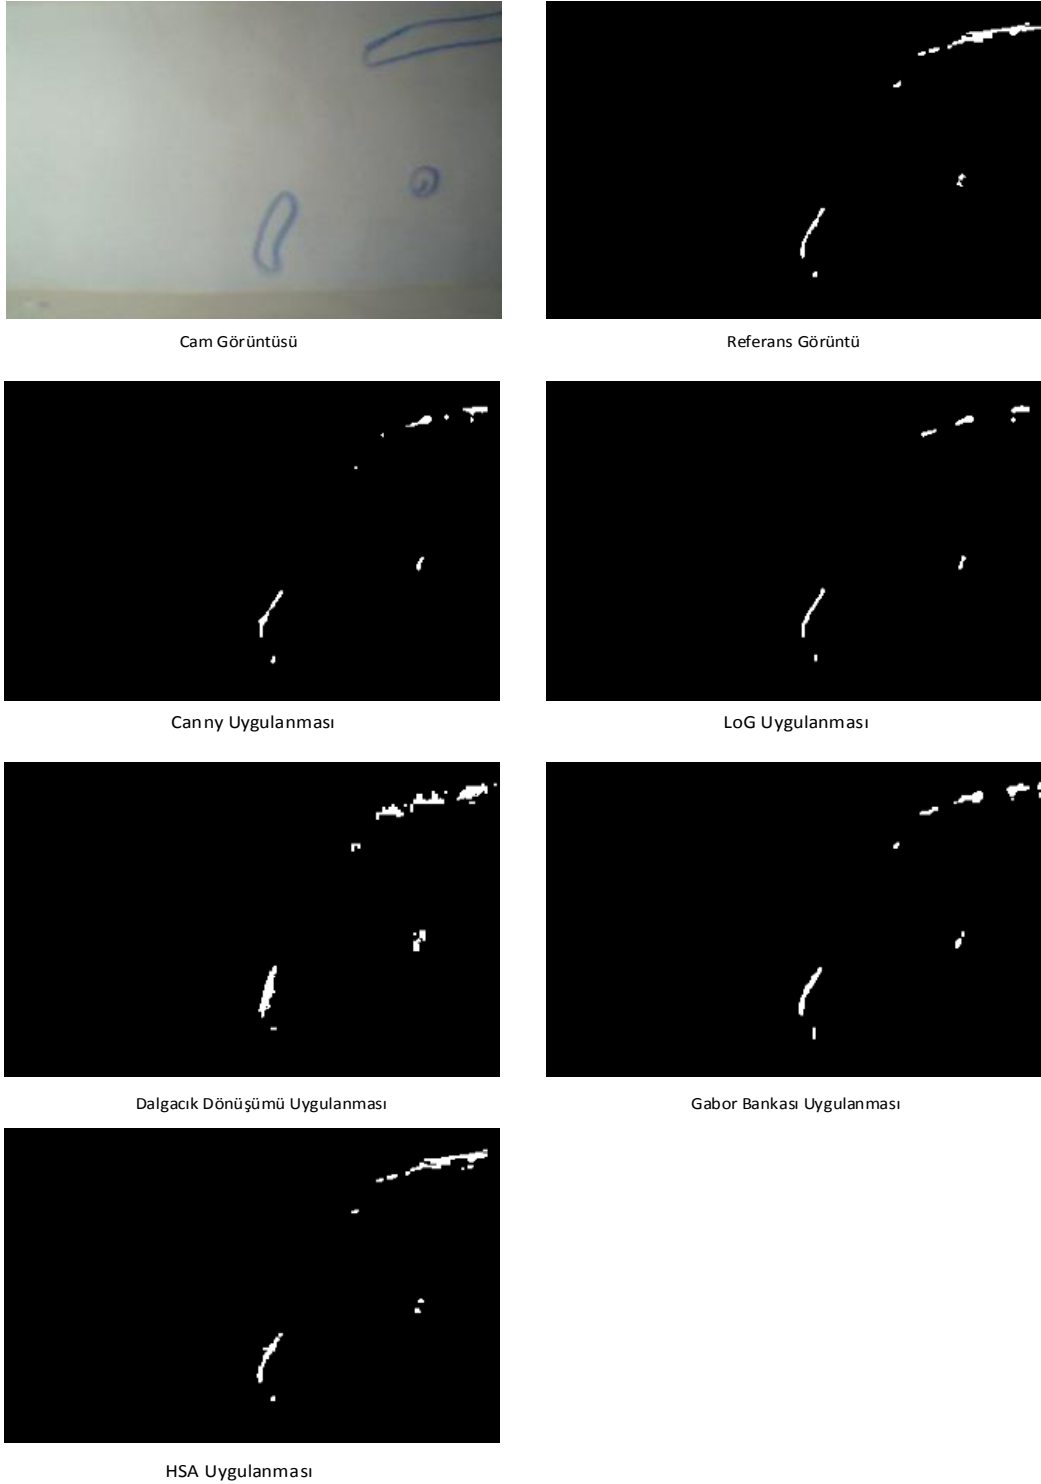 Cam Görüntüsü
Referans Görüntü
Canny Uygulanması
LoG Uygulanması
Dalgacık Dönüşümü Uygulanması
Gabor Bankası Uygulanması
HSA Uygulanması